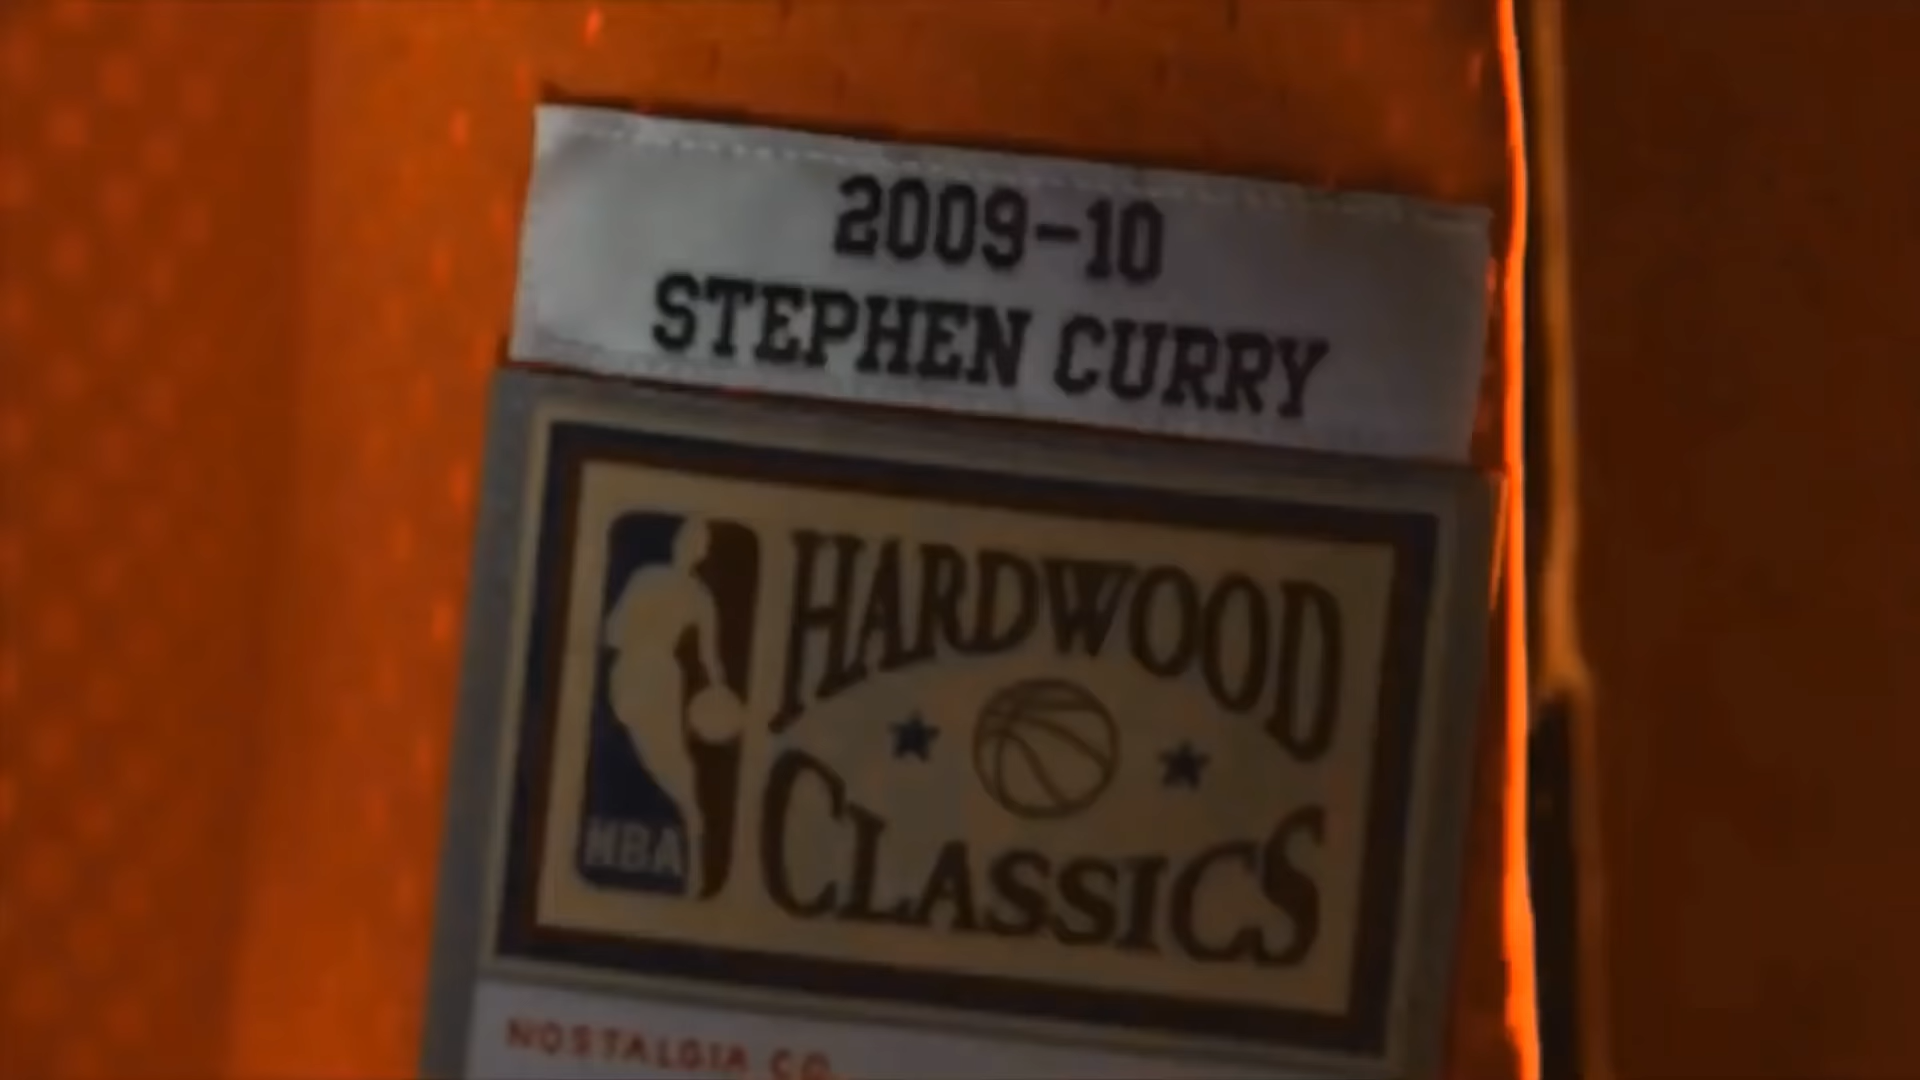 2009-10
STEPHEN CURRY
HARDWOOD
CLASSICS
NBA
NOSTALGIA CO.